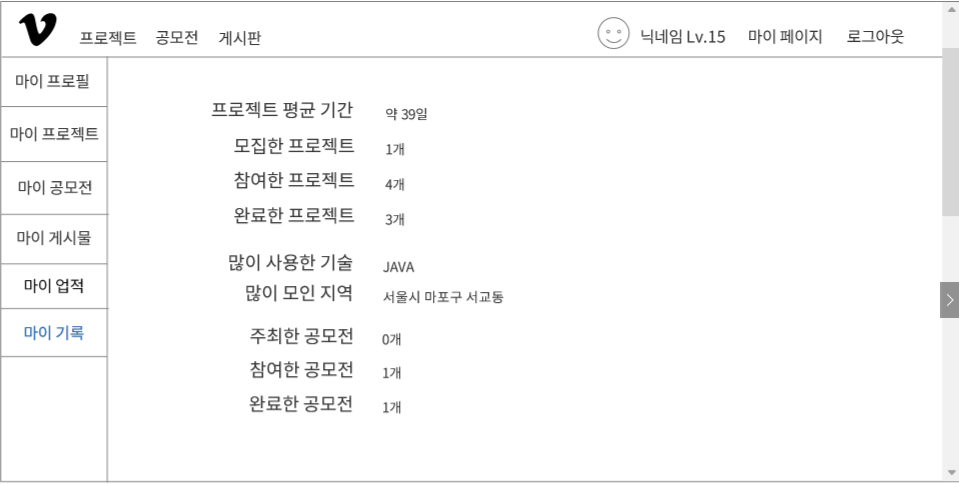 프로젝트 공모전 게시판 닉네임 Lv.15 마이 페이지 로그아웃
마이 프로필
마이 프로젝트
마이 공모전
마이 게시물
마이 업적
마이 기록
프로젝트 평균 기간 약 39일
모집한 프로젝트 1개
참여한 프로젝트 4개
완료한 프로젝트 3개
많이 사용한 기술 JAVA
많이 모인 지역 서울시 마포구 서교동
주최한 공모전 0개
참여한 공모전 1개
완료한 공모전 1개